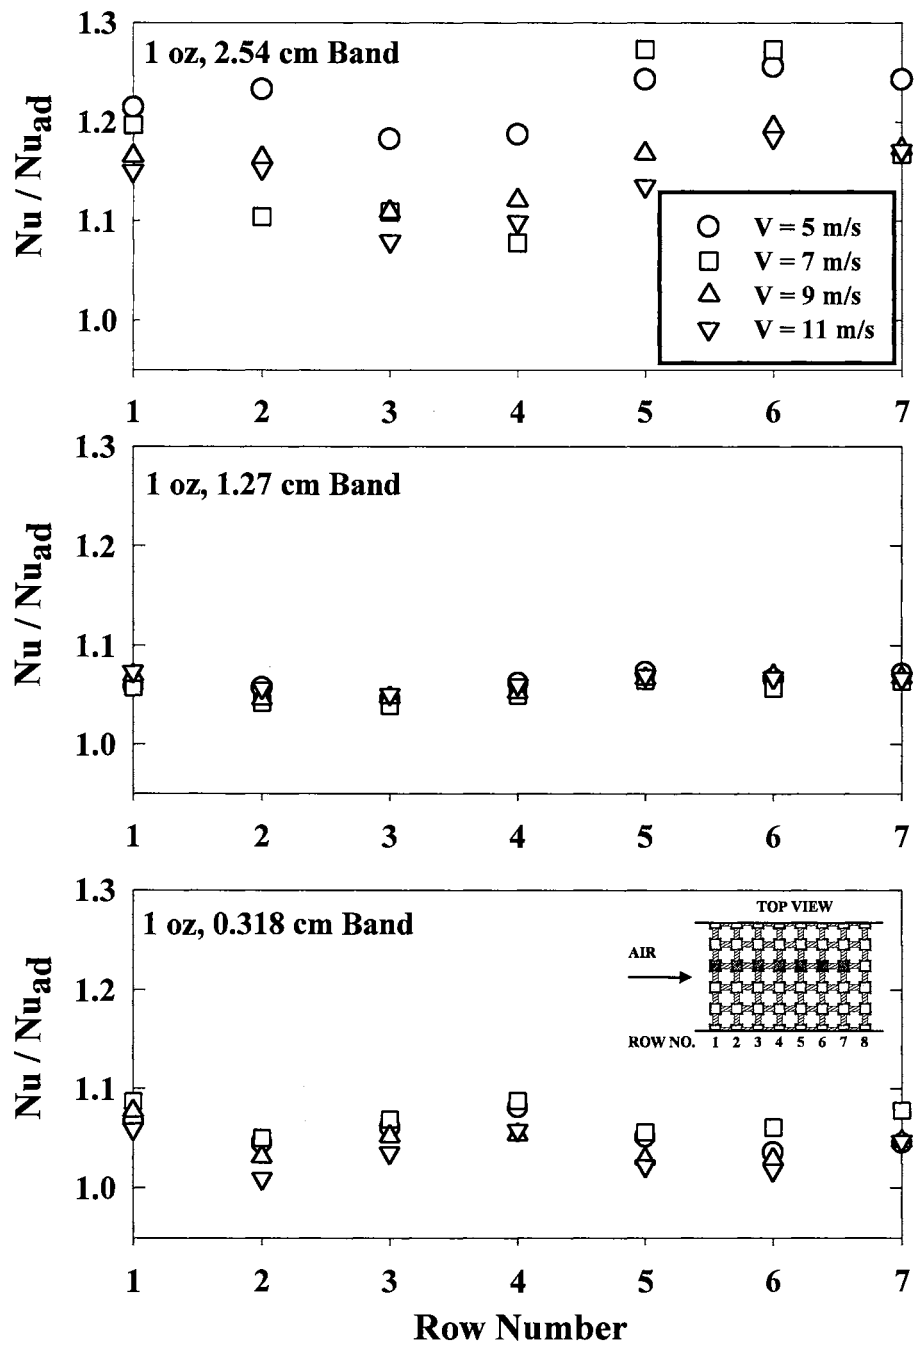 1 oz, 2.54 cm Band
1.3
1.2
1.1
1.0
Nu / Nu_ad
V = 5 m/s
V = 7 m/s
V = 9 m/s
V = 11 m/s
1 2 3 4 5 6 7
1 oz, 1.27 cm Band
1.3
1.2
1.1
1.0
Nu / Nu_ad
1 2 3 4 5 6 7
1 oz, 0.318 cm Band
1.3
1.2
1.1
1.0
Nu / Nu_ad
TOP VIEW
AIR
ROW NO. 1 2 3 4 5 6 7 8
1 2 3 4 5 6 7
Row Number